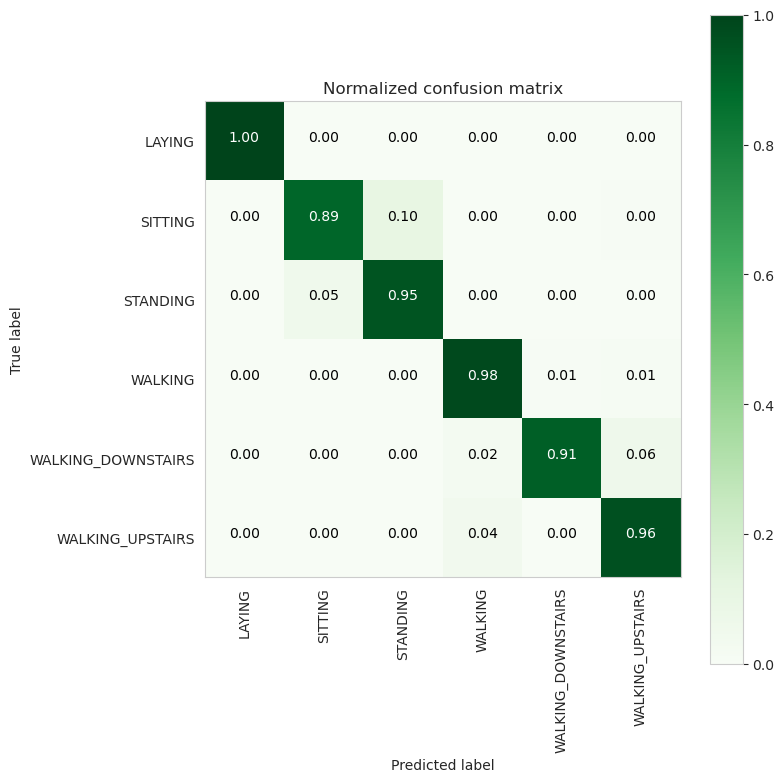 Normalized confusion matrix
True label
LAYING 1.00 0.00 0.00 0.00 0.00 0.00
SITTING 0.00 0.89 0.10 0.00 0.00 0.00
STANDING 0.00 0.05 0.95 0.00 0.00 0.00
WALKING 0.00 0.00 0.00 0.98 0.01 0.01
WALKING_DOWNSTAIRS 0.00 0.00 0.00 0.02 0.91 0.06
WALKING_UPSTAIRS 0.00 0.00 0.00 0.04 0.00 0.96
LAYING
SITTING
STANDING
WALKING
WALKING_DOWNSTAIRS
WALKING_UPSTAIRS
Predicted label
1.0
0.8
0.6
0.4
0.2
0.0